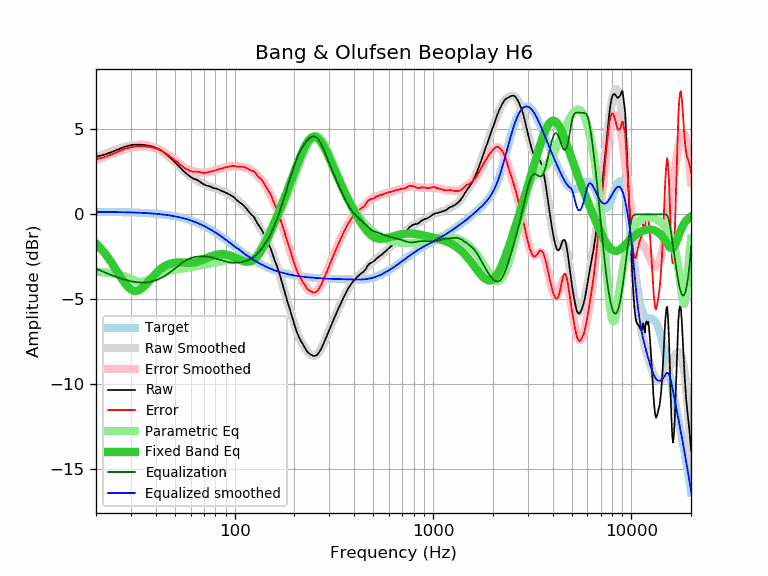 Bang & Olufsen Beoplay H6
Amplitude (dBr)
5
0
−5
−10
−15
Target
Raw Smoothed
Error Smoothed
Raw
Error
Parametric Eq
Fixed Band Eq
Equalization
Equalized smoothed
100
1000
10000
Frequency (Hz)